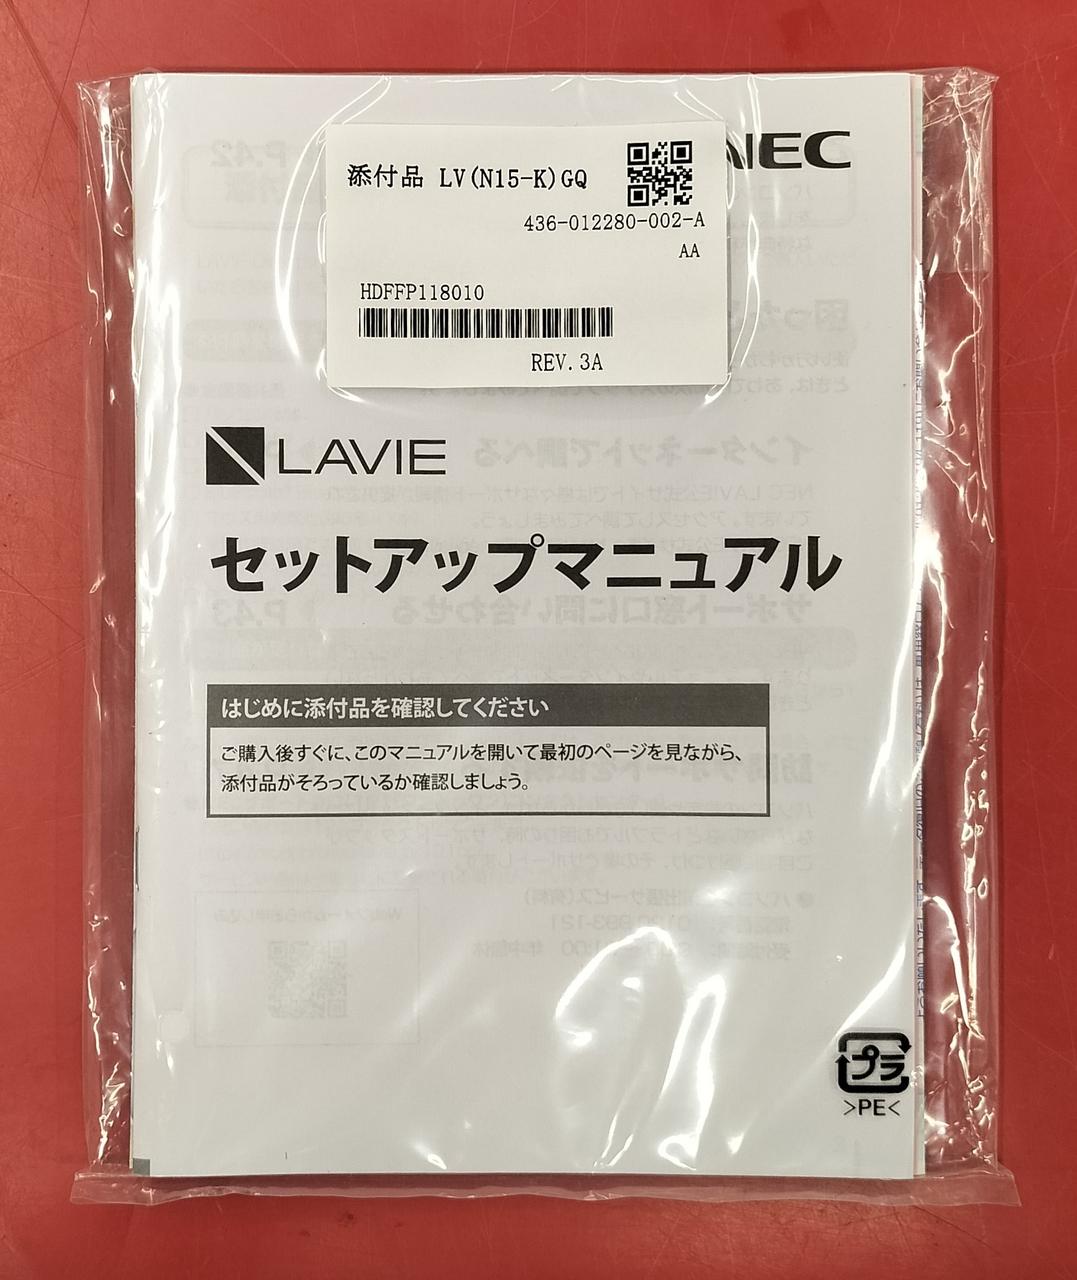 添付品 LV(N15-K)GQ
NEC
436-012280-002-A
AA
HDFFP118010
REV.3A
LAVIE
セットアップマニュアル
はじめに添付品を確認してください
ご購入後すぐに、このマニュアルを開いて最初のページを見ながら、
添付品がそろっているか確認しましょう。
プラ
>PE<